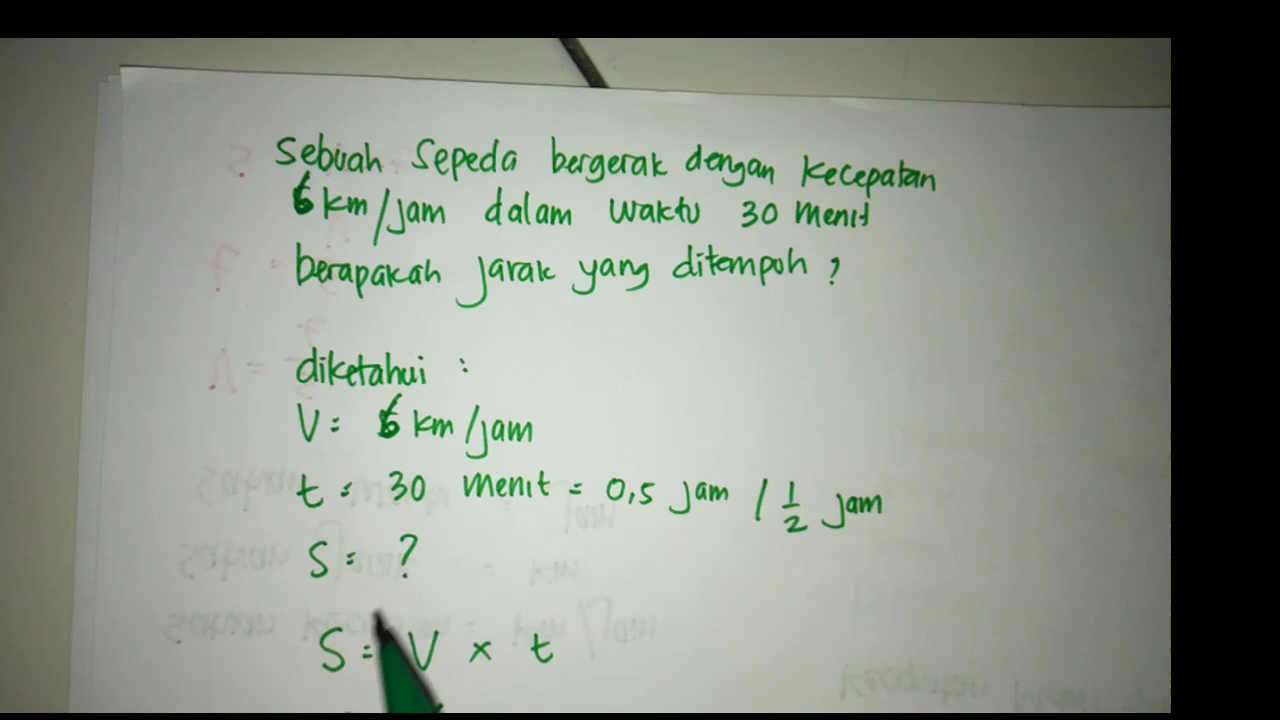 Sebuah Sepeda bergerak dengan Kecepatan
6 km/jam dalam waktu 30 Menit
berapakah jarak yang ditempuh ?
diketahui :
V = 6 km/jam
t = 30 Menit = 0,5 jam / 1/2 jam
S = ?
S = V x t